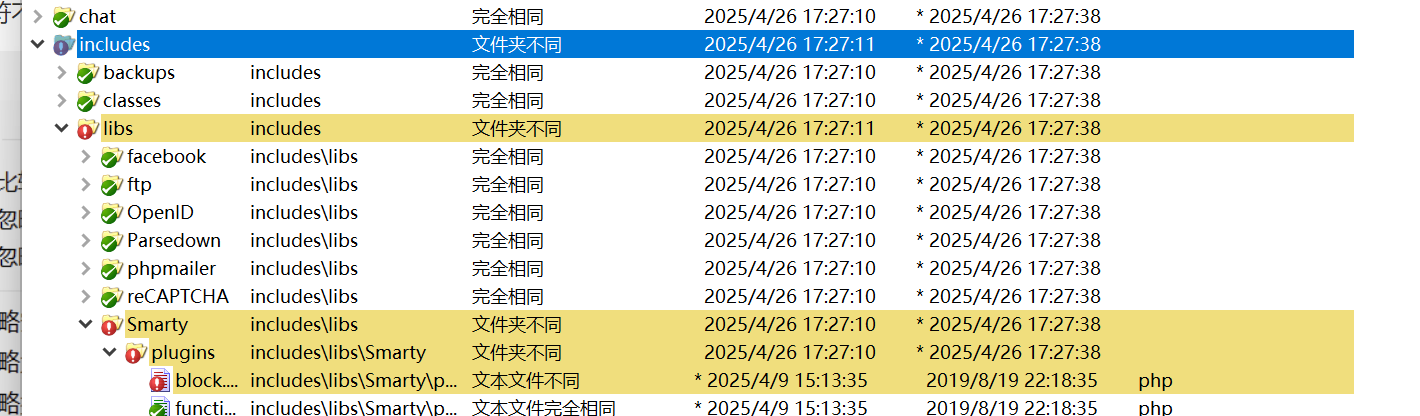 chat 完全相同 2025/4/26 17:27:10 * 2025/4/26 17:27:38
includes 文件夹不同 2025/4/26 17:27:11 * 2025/4/26 17:27:38
backups includes 完全相同 2025/4/26 17:27:10 * 2025/4/26 17:27:38
classes includes 完全相同 2025/4/26 17:27:10 * 2025/4/26 17:27:38
libs includes 文件夹不同 2025/4/26 17:27:11 * 2025/4/26 17:27:38
facebook includes\libs 完全相同 2025/4/26 17:27:10 * 2025/4/26 17:27:38
ftp includes\libs 完全相同 2025/4/26 17:27:10 * 2025/4/26 17:27:38
OpenID includes\libs 完全相同 2025/4/26 17:27:10 * 2025/4/26 17:27:38
Parsedown includes\libs 完全相同 2025/4/26 17:27:10 * 2025/4/26 17:27:38
phpmailer includes\libs 完全相同 2025/4/26 17:27:10 * 2025/4/26 17:27:38
reCAPTCHA includes\libs 完全相同 2025/4/26 17:27:10 * 2025/4/26 17:27:38
Smarty includes\libs 文件夹不同 2025/4/26 17:27:10 * 2025/4/26 17:27:38
plugins includes\libs\Smarty 文件夹不同 2025/4/26 17:27:10 * 2025/4/26 17:27:38
block.... includes\libs\Smarty\p... 文本文件不同 * 2025/4/9 15:13:35 2019/8/19 22:18:35 php
functi... includes\libs\Smarty\p... 文本文件完全相同 * 2025/4/9 15:13:35 2019/8/19 22:18:35 php